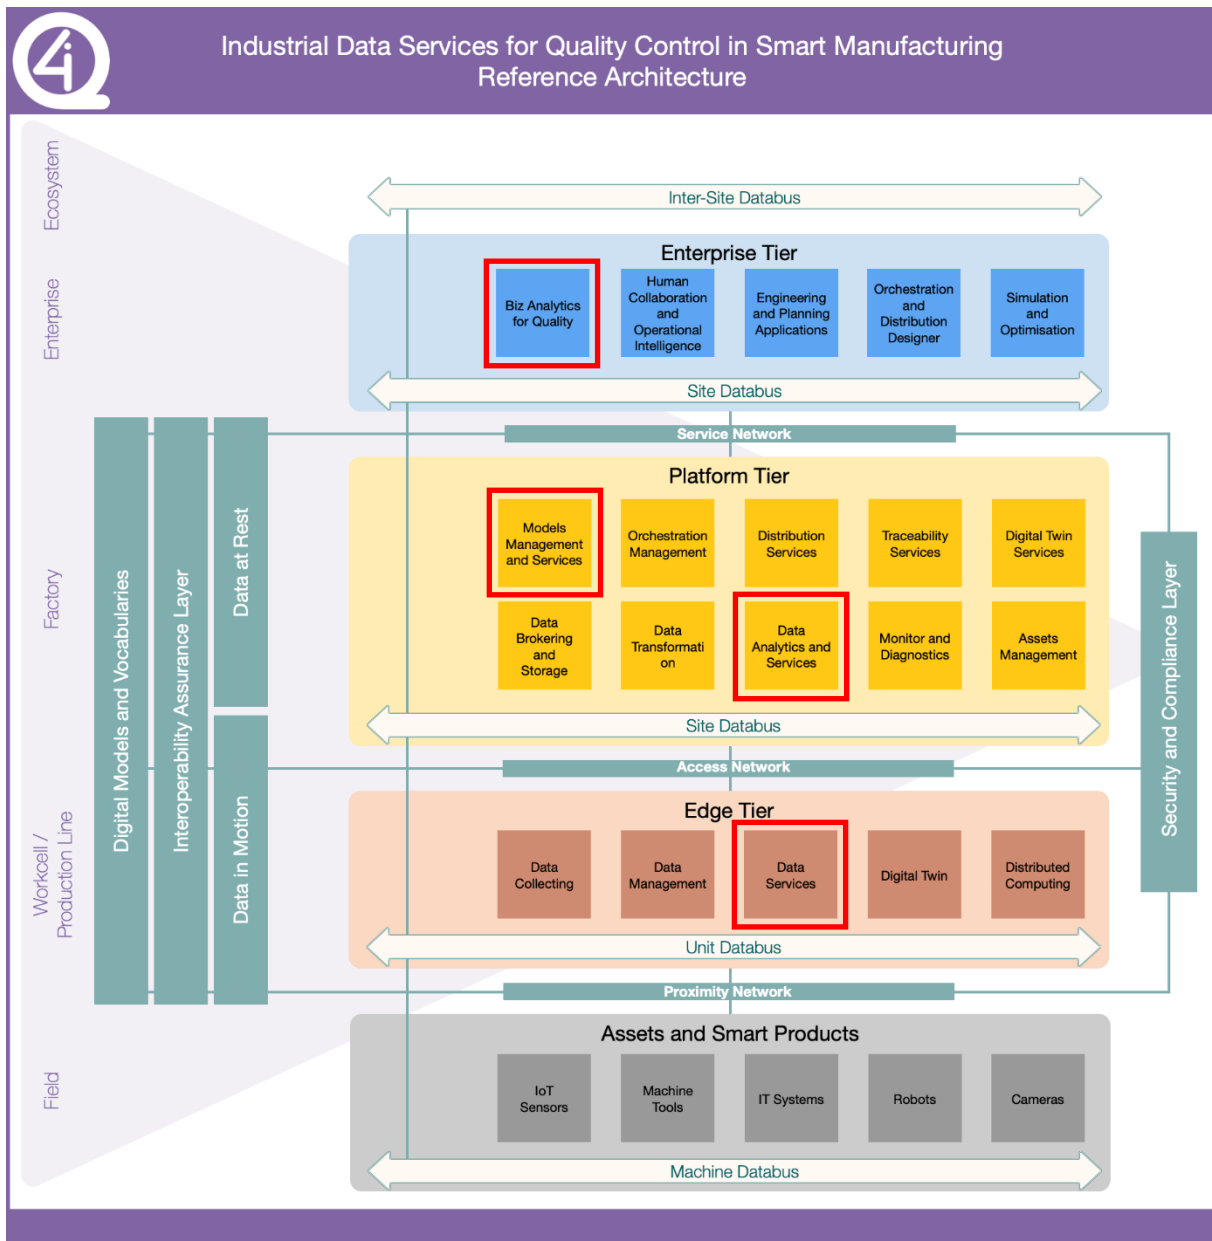 4i
Industrial Data Services for Quality Control in Smart Manufacturing
Reference Architecture
Ecosystem
Enterprise
Factory
Workcell /
Production Line
Field
Digital Models and Vocabularies
Interoperability Assurance Layer
Data at Rest
Data in Motion
Inter-Site Databus
Enterprise Tier
Biz Analytics
for Quality
Human
Collaboration
and
Operational
Intelligence
Engineering
and Planning
Applications
Orchestration
and
Distribution
Designer
Simulation
and
Optimisation
Site Databus
Service Network
Platform Tier
Models
Management
and Services
Orchestration
Management
Distribution
Services
Traceability
Services
Digital Twin
Services
Data
Brokering
and
Storage
Data
Transformati
on
Data
Analytics and
Services
Monitor and
Diagnostics
Assets
Management
Site Databus
Access Network
Edge Tier
Data
Collecting
Data
Management
Data
Services
Digital Twin
Distributed
Computing
Unit Databus
Proximity Network
Assets and Smart Products
IoT
Sensors
Machine
Tools
IT Systems
Robots
Cameras
Machine Databus
Security and Compliance Layer